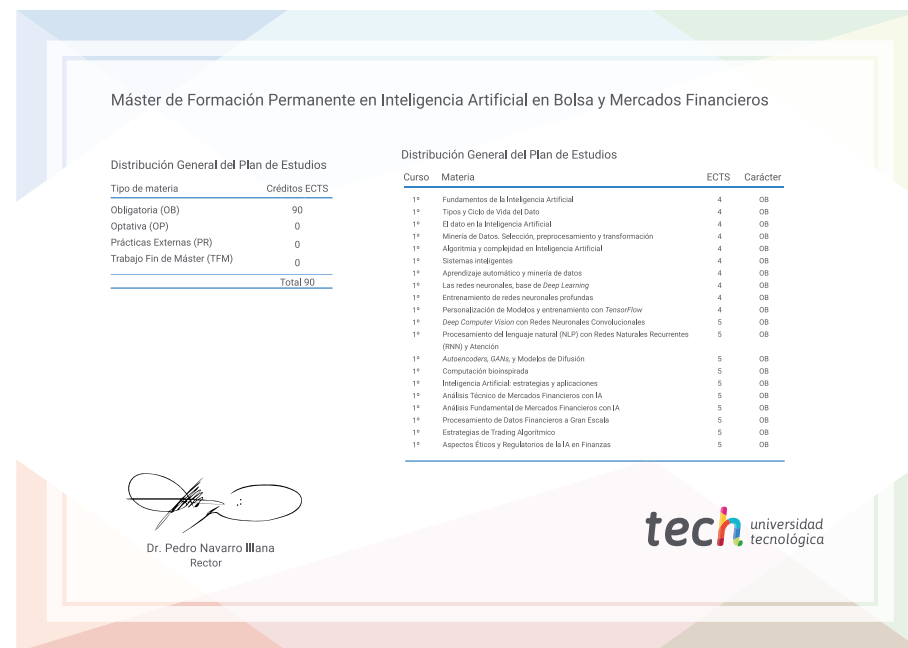 Máster de Formación Permanente en Inteligencia Artificial en Bolsa y Mercados Financieros
Distribución General del Plan de Estudios
Tipo de materia Créditos ECTS
Obligatoria (OB) 90
Optativa (OP) 0
Prácticas Externas (PR) 0
Trabajo Fin de Máster (TFM) 0
Total 90
Distribución General del Plan de Estudios
Curso Materia ECTS Carácter
1º Fundamentos de la Inteligencia Artificial 4 OB
1º Tipos y Ciclo de Vida del Dato 4 OB
1º El dato en la Inteligencia Artificial 4 OB
1º Minería de Datos. Selección, preprocesamiento y transformación 4 OB
1º Algoritmia y complejidad en Inteligencia Artificial 4 OB
1º Sistemas inteligentes 4 OB
1º Aprendizaje automático y minería de datos 4 OB
1º Las redes neuronales, base de Deep Learning 4 OB
1º Entrenamiento de redes neuronales profundas 4 OB
1º Personalización de Modelos y entrenamiento con TensorFlow 4 OB
1º Deep Computer Vision con Redes Neuronales Convolucionales 5 OB
1º Procesamiento del lenguaje natural (NLP) con Redes Naturales Recurrentes 5 OB
(RNN) y Atención
1º Autoencoders, GANs, y Modelos de Difusión 5 OB
1º Computación bioinspirada 5 OB
1º Inteligencia Artificial: estrategias y aplicaciones 5 OB
1º Análisis Técnico de Mercados Financieros con IA 5 OB
1º Análisis Fundamental de Mercados Financieros con IA 5 OB
1º Procesamiento de Datos Financieros a Gran Escala 5 OB
1º Estrategias de Trading Algorítmico 5 OB
1º Aspectos Éticos y Regulatorios de la IA en Finanzas 5 OB
Dr. Pedro Navarro Illana
Rector
tech universidad
tecnológica